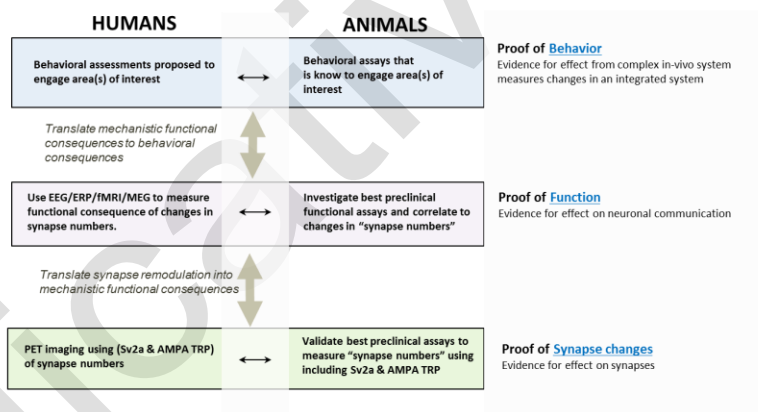 HUMANS
ANIMALS
Behavioral assessments proposed to
engage area(s) of interest
Behavioral assays that
is know to engage area(s) of
interest
Proof of Behavior
Evidence for effect from complex in-vivo system
measures changes in an integrated system
Translate mechanistic functional
consequences to behavioral
consequences
Use EEG/ERP/fMRI/MEG to measure
functional consequence of changes in
synapse numbers.
Investigate best preclinical
functional assays and correlate to
changes in “synapse numbers”
Proof of Function
Evidence for effect on neuronal communication
Translate synapse remodulation into
mechanistic functional consequences
PET imaging using (Sv2a & AMPA TRP)
of synapse numbers
Validate best preclinical assays to
measure “synapse numbers” using
including Sv2a & AMPA TRP
Proof of Synapse changes
Evidence for effect on synapses